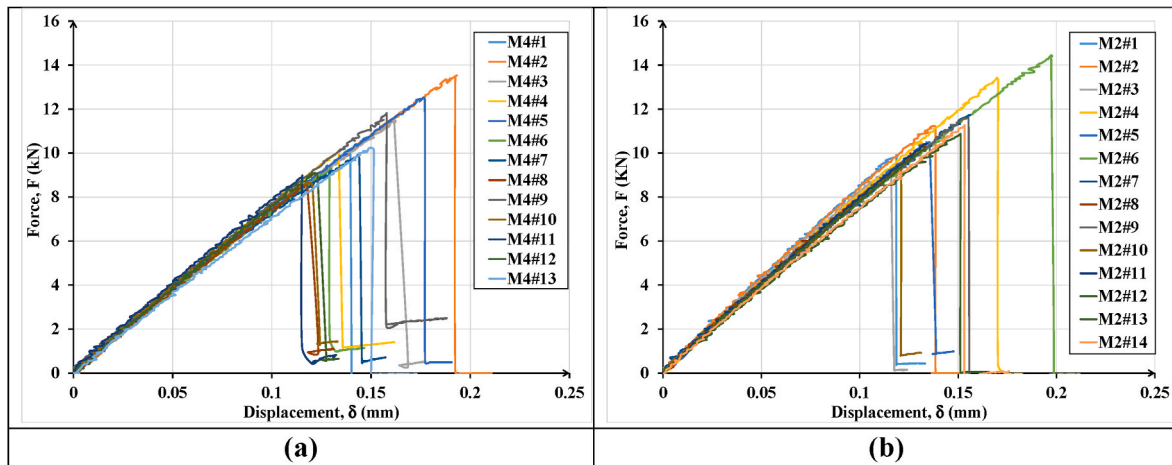 16
14
12
10
8
6
4
2
0
Force, F (kN)
0
0.05
0.1
0.15
0.2
0.25
Displacement, δ (mm)
M4#1
M4#2
M4#3
M4#4
M4#5
M4#6
M4#7
M4#8
M4#9
M4#10
M4#11
M4#12
M4#13
(a)
16
14
12
10
8
6
4
2
0
Force, F (KN)
0
0.05
0.1
0.15
0.2
0.25
Displacement, δ (mm)
M2#1
M2#2
M2#3
M2#4
M2#5
M2#6
M2#7
M2#8
M2#9
M2#10
M2#11
M2#12
M2#13
M2#14
(b)